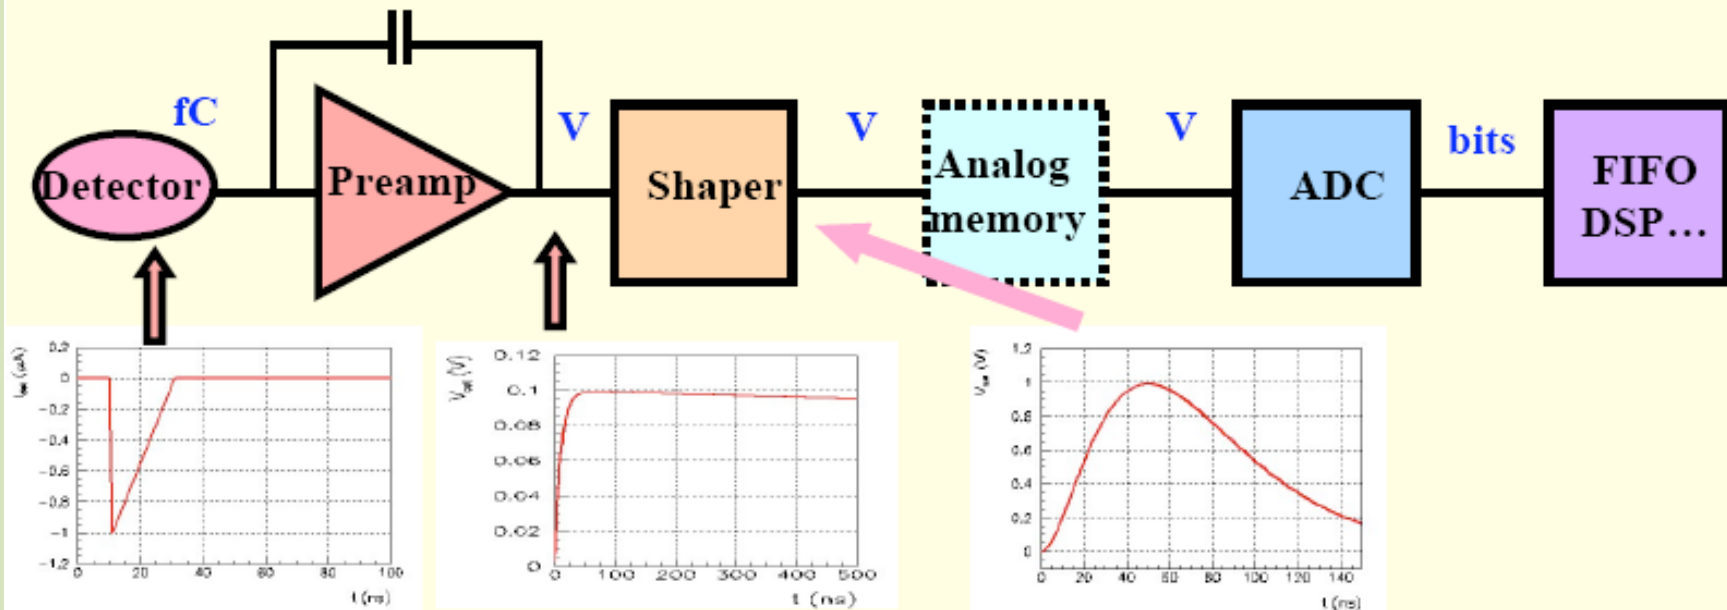 fC
V
V
V
bits
Detector
Preamp
Shaper
Analog
memory
ADC
FIFO
DSP...
0.2
0
-0.2
-0.4
-0.6
-0.8
-1
-1.2
0 20 40 60 80 100
t (ns)
0.12
0.1
0.08
0.06
0.04
0.02
0
0 100 200 300 400 500
t (ns)
1.2
1
0.8
0.6
0.4
0.2
0
0 20 40 60 80 100 120 140
t (ns)